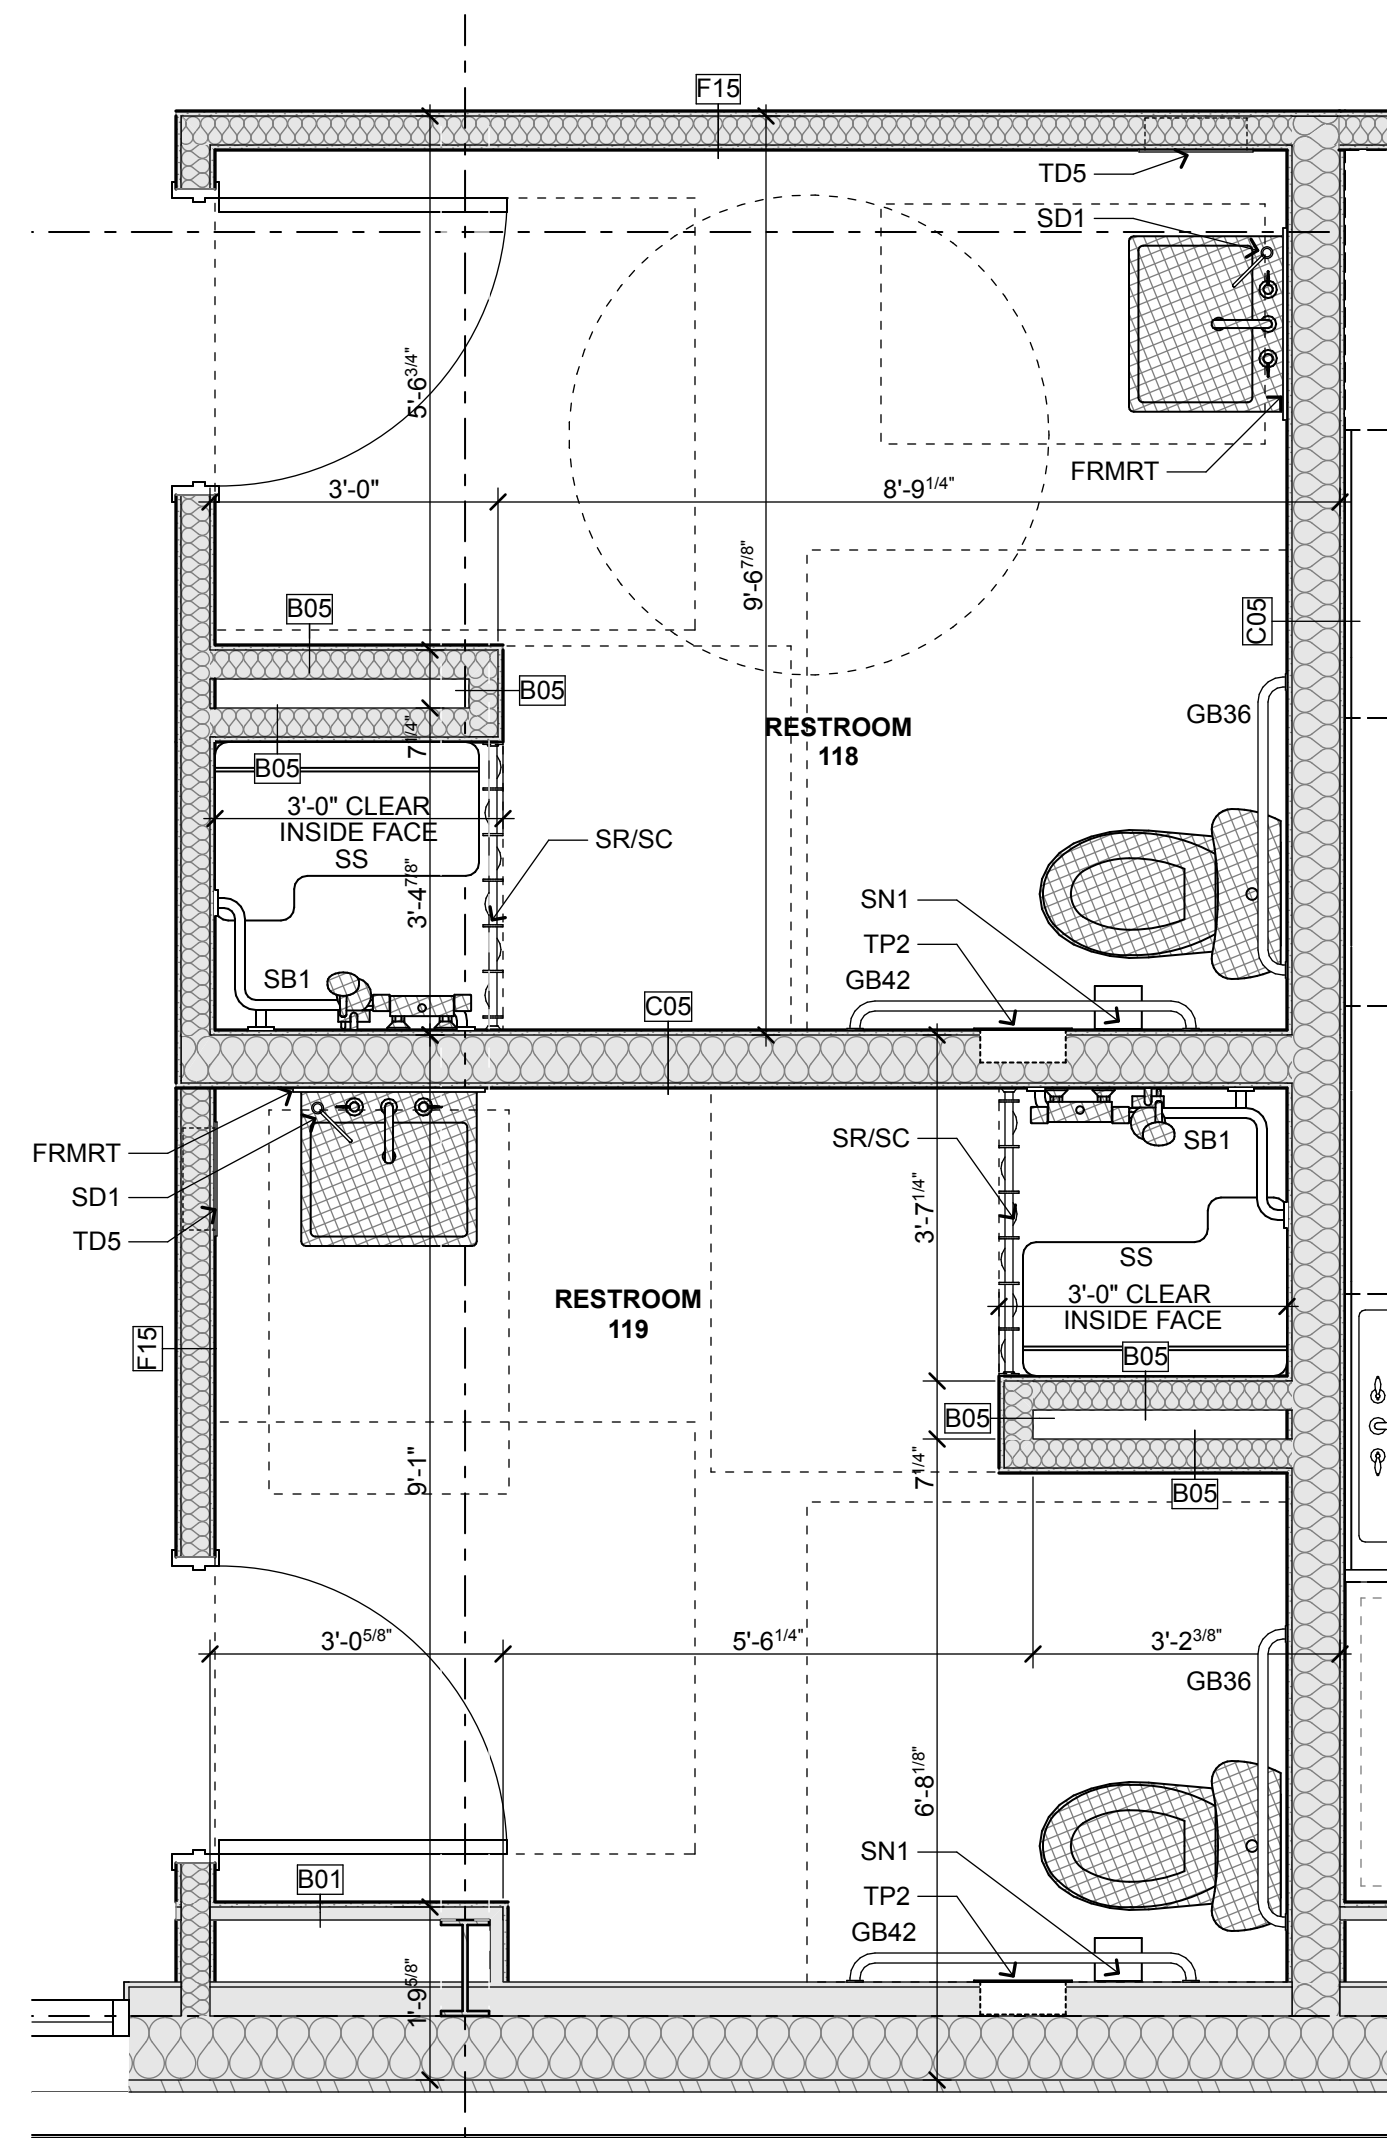 F15
TD5
SD1
5'-6 3/4"
FRMRT
3'-0"
8'-9 1/4"
9'-6 7/8"
B05
C05
B05
GB36
RESTROOM
118
7 1/4"
B05
3'-0" CLEAR
INSIDE FACE
SS
SR/SC
3'-4 7/8"
SN1
TP2
SB1
GB42
C05
FRMRT
SD1
TD5
SR/SC
SB1
3'-7 1/4"
SS
RESTROOM
119
3'-0" CLEAR
INSIDE FACE
F15
B05
B05
9'-1"
7 1/4"
B05
3'-0 5/8"
5'-6 1/4"
3'-2 3/8"
GB36
6'-8 1/8"
SN1
B01
TP2
GB42
1'-9 5/8"